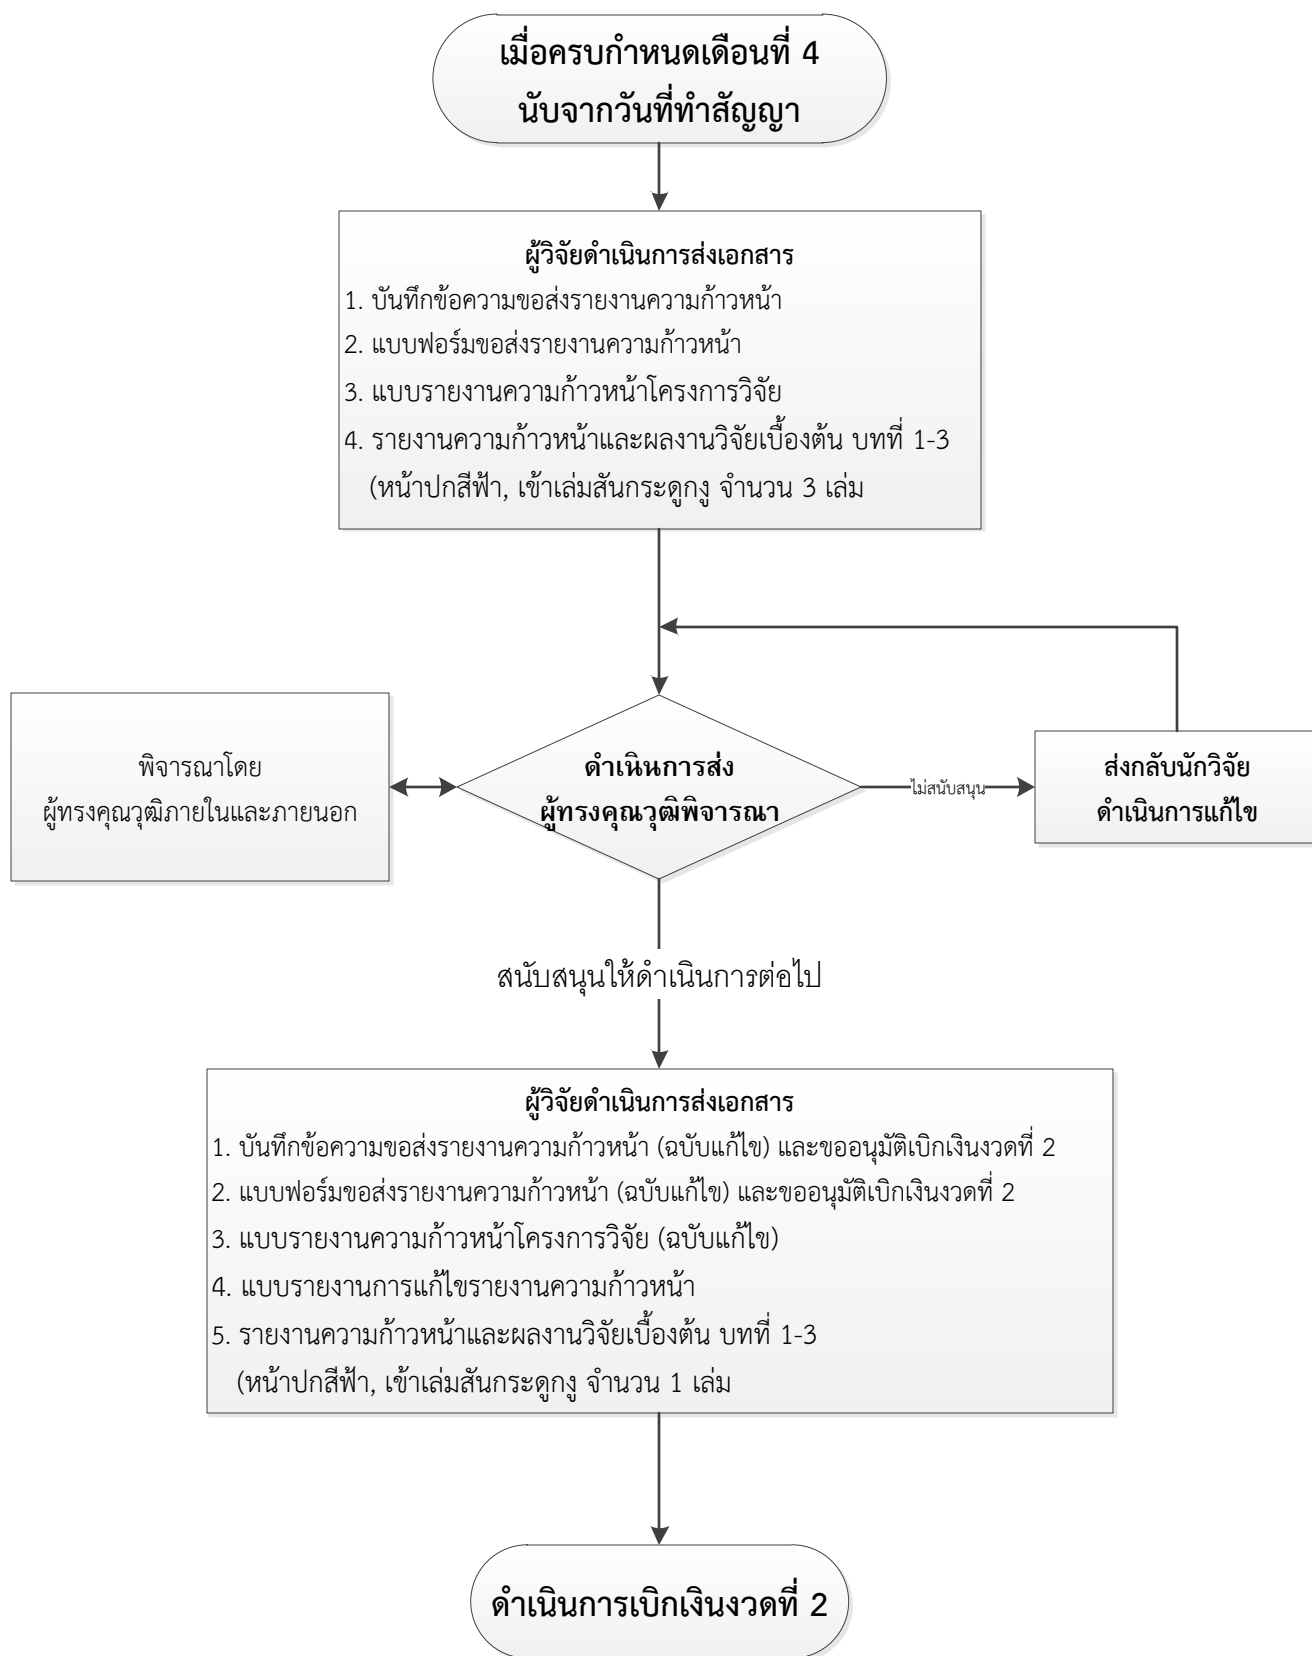 เมื่อครบกำหนดเดือนที่ 4
นับจากวันที่ทำสัญญา
ผู้วิจัยดำเนินการส่งเอกสาร
1. บันทึกข้อความขอส่งรายงานความก้าวหน้า
2. แบบฟอร์มขอส่งรายงานความก้าวหน้า
3. แบบรายงานความก้าวหน้าโครงการวิจัย
4. รายงานความก้าวหน้าและผลงานวิจัยเบื้องต้น บทที่ 1-3
(หน้าปกสีฟ้า, เข้าเล่มสันกระดูกงู จำนวน 3 เล่ม
พิจารณาโดย
ผู้ทรงคุณวุฒิภายในและภายนอก
ดำเนินการส่ง
ผู้ทรงคุณวุฒิพิจารณา
ไม่สนับสนุน
ส่งกลับนักวิจัย
ดำเนินการแก้ไข
สนับสนุนให้ดำเนินการต่อไป
ผู้วิจัยดำเนินการส่งเอกสาร
1. บันทึกข้อความขอส่งรายงานความก้าวหน้า (ฉบับแก้ไข) และขออนุมัติเบิกเงินงวดที่ 2
2. แบบฟอร์มขอส่งรายงานความก้าวหน้า (ฉบับแก้ไข) และขออนุมัติเบิกเงินงวดที่ 2
3. แบบรายงานความก้าวหน้าโครงการวิจัย (ฉบับแก้ไข)
4. แบบรายงานการแก้ไขรายงานความก้าวหน้า
5. รายงานความก้าวหน้าและผลงานวิจัยเบื้องต้น บทที่ 1-3
(หน้าปกสีฟ้า, เข้าเล่มสันกระดูกงู จำนวน 1 เล่ม
ดำเนินการเบิกเงินงวดที่ 2